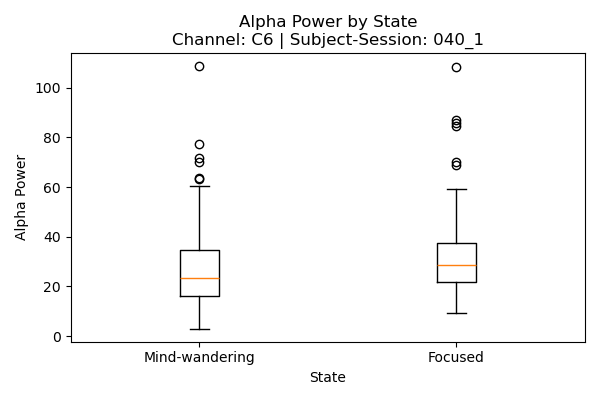 Alpha Power by State
Channel: C6 | Subject-Session: 040_1
100
80
60
40
20
0
Alpha Power
Mind-wandering
Focused
State